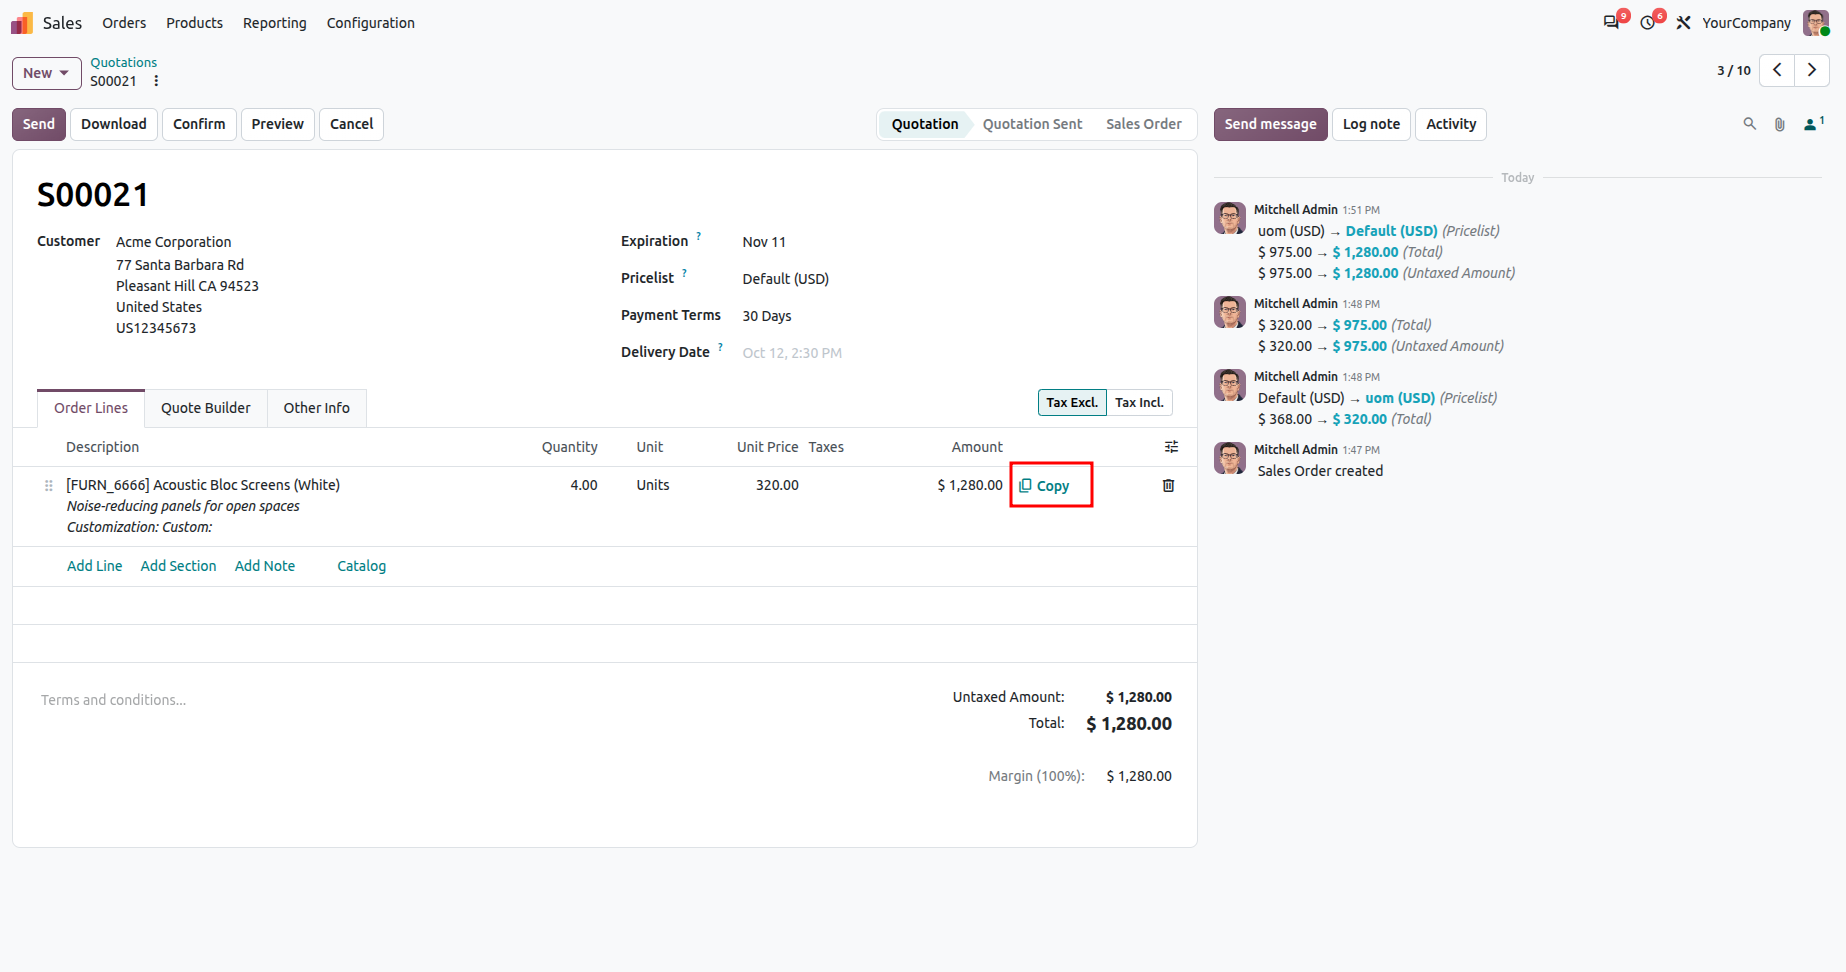 Sales Orders Products Reporting Configuration 9 6 YourCompany
New Quotations
S00021
3 / 10
Send Download Confirm Preview Cancel Quotation Quotation Sent Sales Order
Send message Log note Activity 1
S00021
Customer Acme Corporation
77 Santa Barbara Rd
Pleasant Hill CA 94523
United States
US12345673
Expiration ? Nov 11
Pricelist ? Default (USD)
Payment Terms 30 Days
Delivery Date ? Oct 12, 2:30 PM
Order Lines Quote Builder Other Info Tax Excl. Tax Incl.
Description Quantity Unit Unit Price Taxes Amount
[FURN_6666] Acoustic Bloc Screens (White) 4.00 Units 320.00 $ 1,280.00 Copy
Noise-reducing panels for open spaces
Customization: Custom:
Add Line Add Section Add Note Catalog
Terms and conditions...
Untaxed Amount: $ 1,280.00
Total: $ 1,280.00
Margin (100%): $ 1,280.00
Today
Mitchell Admin 1:51 PM
uom (USD) → Default (USD) (Pricelist)
$ 975.00 → $ 1,280.00 (Total)
$ 975.00 → $ 1,280.00 (Untaxed Amount)
Mitchell Admin 1:48 PM
$ 320.00 → $ 975.00 (Total)
$ 320.00 → $ 975.00 (Untaxed Amount)
Mitchell Admin 1:48 PM
Default (USD) → uom (USD) (Pricelist)
$ 368.00 → $ 320.00 (Total)
Mitchell Admin 1:47 PM
Sales Order created